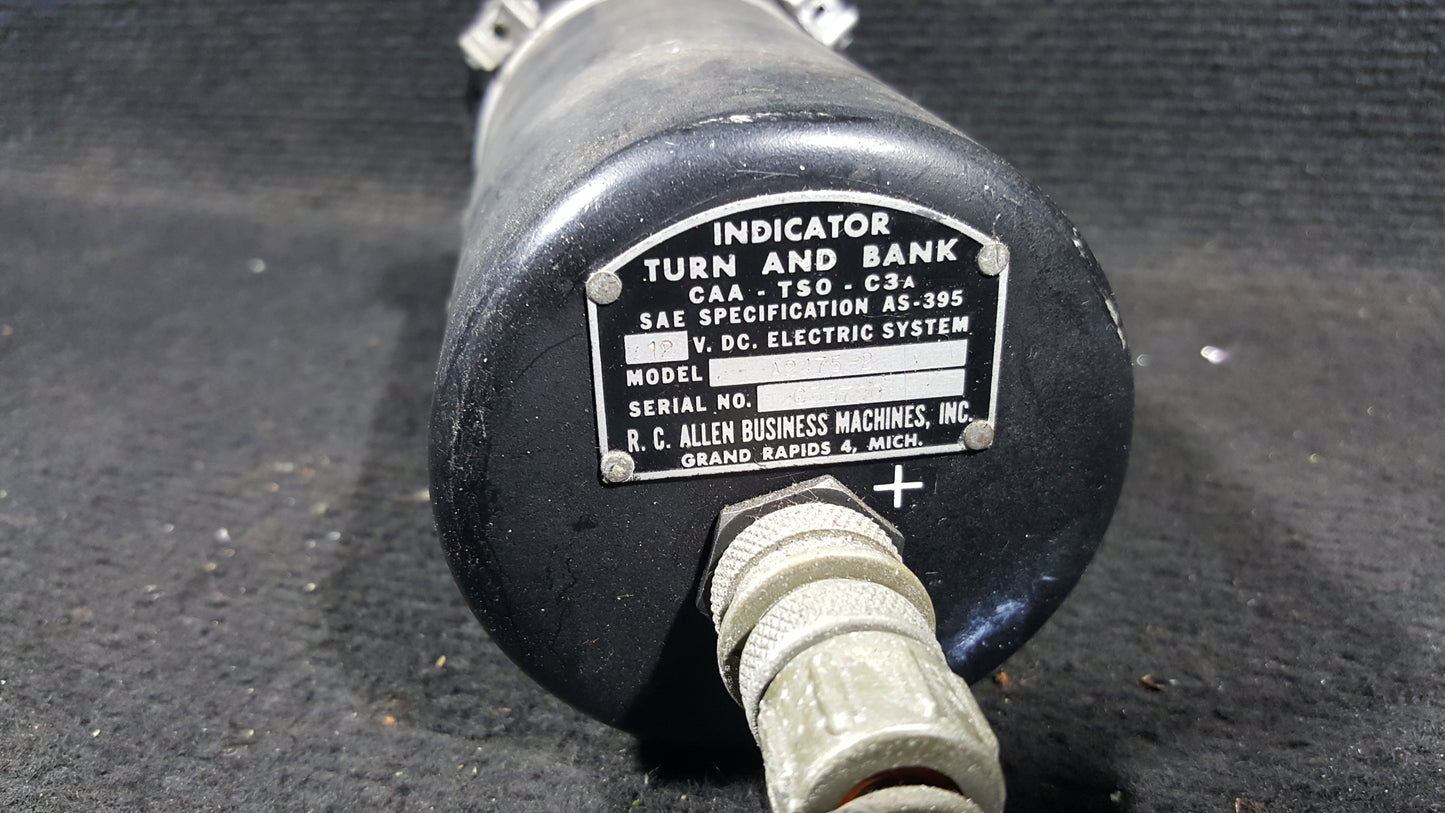 INDICATOR
TURN AND BANK
CAA - TSO - C3A
SAE SPECIFICATION AS-395
12 V. DC. ELECTRIC SYSTEM
MODEL
SERIAL NO.
R. C. ALLEN BUSINESS MACHINES, INC.
GRAND RAPIDS 4, MICH.
+